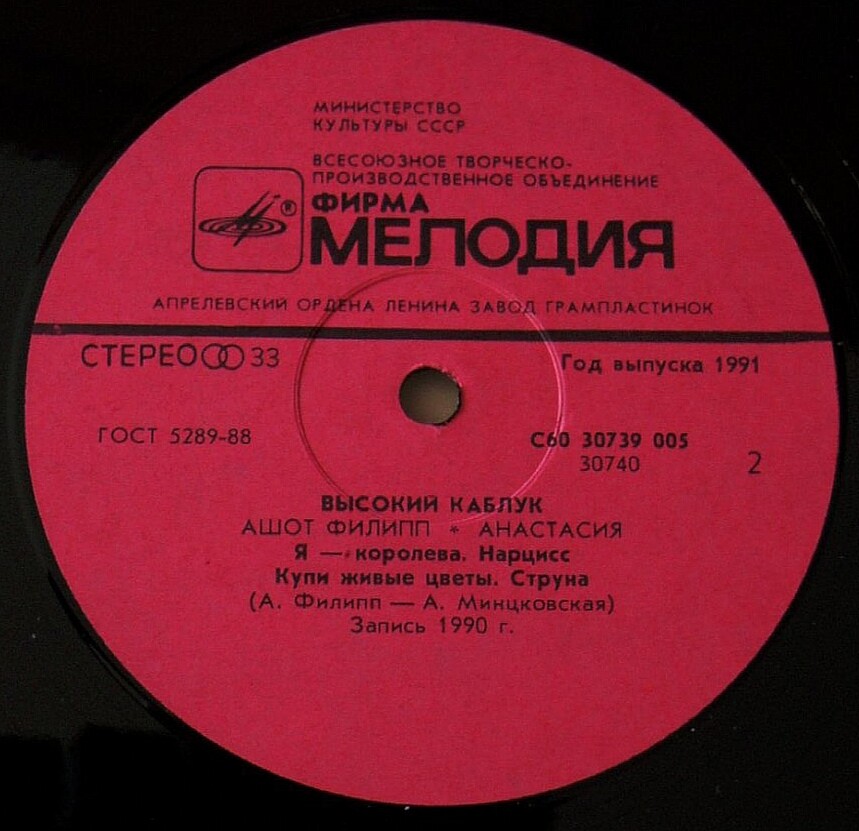 МИНИСТЕРСТВО
КУЛЬТУРЫ СССР
ВСЕСОЮЗНОЕ ТВОРЧЕСКО-
ПРОИЗВОДСТВЕННОЕ ОБЪЕДИНЕНИЕ
®
ФИРМА
МЕЛОДИЯ
АПРЕЛЕВСКИЙ ОРДЕНА ЛЕНИНА ЗАВОД ГРАМПЛАСТИНОК
СТЕРЕО 33 Год выпуска 1991
ГОСТ 5289-88 С60 30739 005
30740 2
ВЫСОКИЙ КАБЛУК
АШОТ ФИЛИПП * АНАСТАСИЯ
Я — королева. Нарцисс
Купи живые цветы. Струна
(А. Филипп — А. Минцковская)
Запись 1990 г.